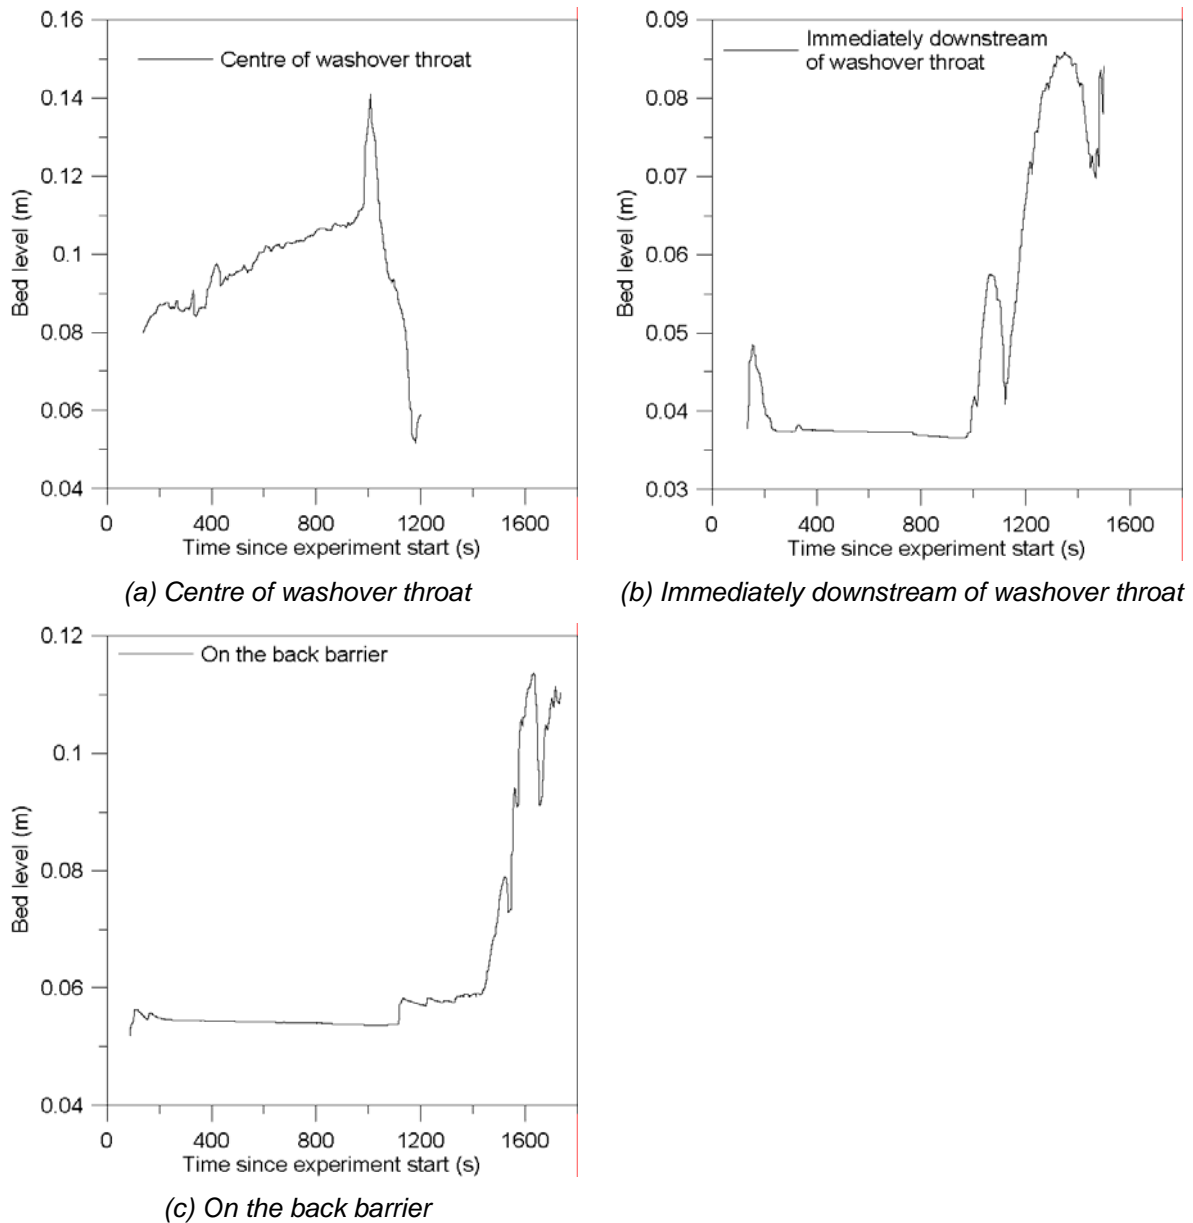 0.16
0.14
0.12
0.1
0.08
0.06
0.04
Bed level (m)
Centre of washover throat
0
400
800
1200
1600
Time since experiment start (s)
(a) Centre of washover throat
0.09
0.08
0.07
0.06
0.05
0.04
0.03
Bed level (m)
Immediately downstream
of washover throat
0
400
800
1200
1600
Time since experiment start (s)
(b) Immediately downstream of washover throat
0.12
0.1
0.08
0.06
0.04
Bed level (m)
On the back barrier
0
400
800
1200
1600
Time since experiment start (s)
(c) On the back barrier